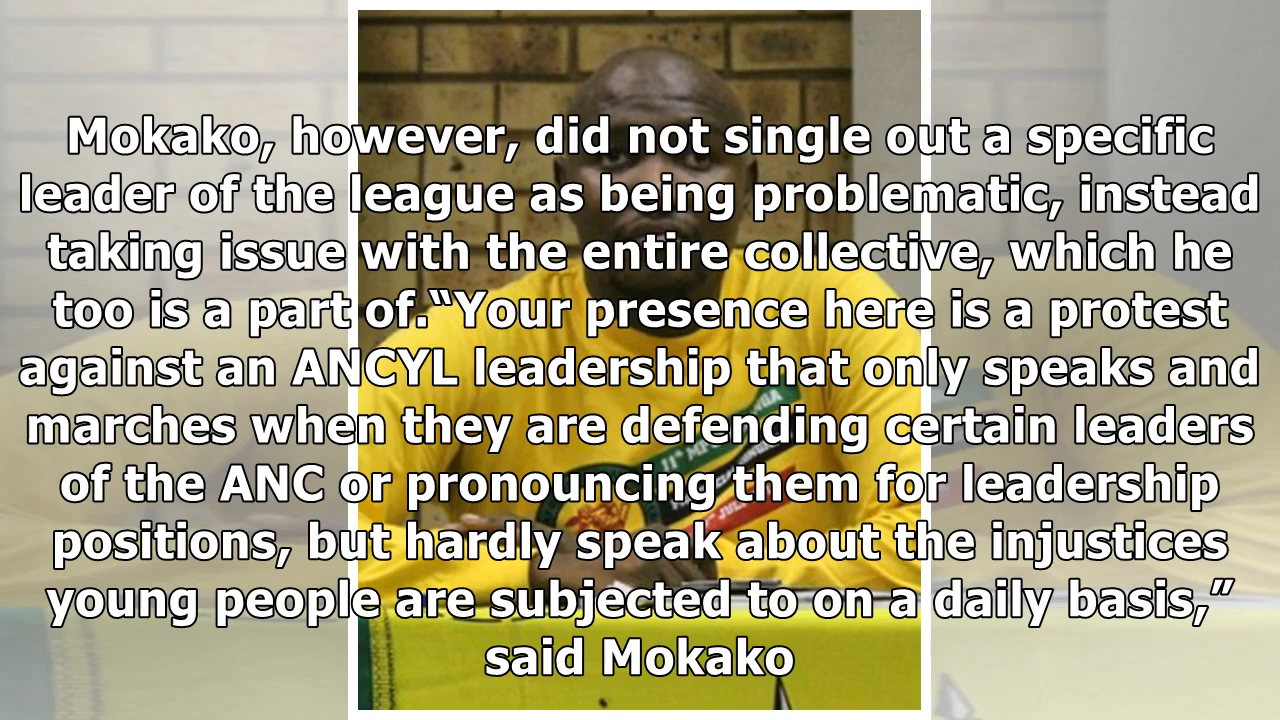 Mokako, however, did not single out a specific
leader of the league as being problematic, instead
taking issue with the entire collective, which he
too is a part of.“Your presence here is a protest
against an ANCYL leadership that only speaks and
marches when they are defending certain leaders
of the ANC or pronouncing them for leadership
positions, but hardly speak about the injustices
young people are subjected to on a daily basis,”
said Mokako